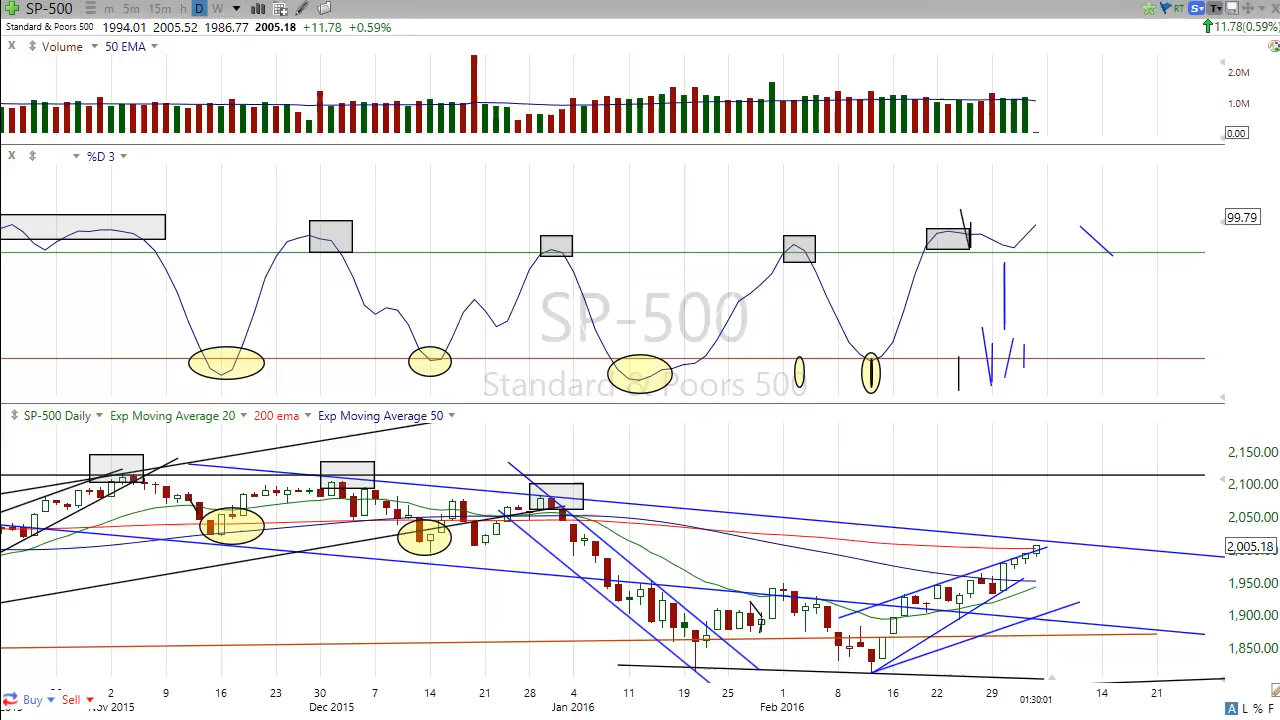 SP-500 m 5m 15m h D W RT S T
Standard & Poors 500 1994.01 2005.52 1986.77 2005.18 +11.78 +0.59% 11.78(0.59%)
X Volume 50 EMA
2.0M
1.0M
0.00
X %D 3
99.79
SP-500
Standard & Poors 500
SP-500 Daily Exp Moving Average 20 200 ema Exp Moving Average 50
2,150.00
2,100.00
2,050.00
2,005.18
1,950.00
1,900.00
1,850.00
Buy Sell 2 9 16 23 30 7 14 21 28 4 11 19 25 1 8 16 22 29 01:30:01 14 21
Nov 2015 Dec 2015 Jan 2016 Feb 2016 A L % F